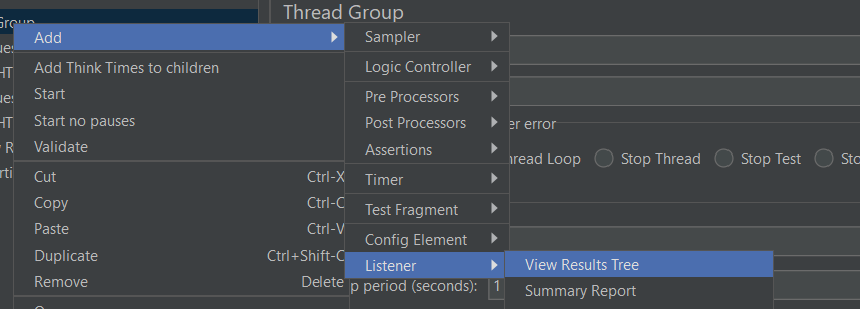 Thread Group
Group
Add
Add Think Times to children
Start
Start no pauses
Validate
Cut Ctrl-X
Copy Ctrl-C
Paste Ctrl-V
Duplicate Ctrl+Shift-C
Remove Delete
Sampler
Logic Controller
Pre Processors
Post Processors
Assertions
Timer
Test Fragment
Config Element
Listener
View Results Tree
Summary Report
er error
hread Loop Stop Thread Stop Test Sto
p period (seconds): 1